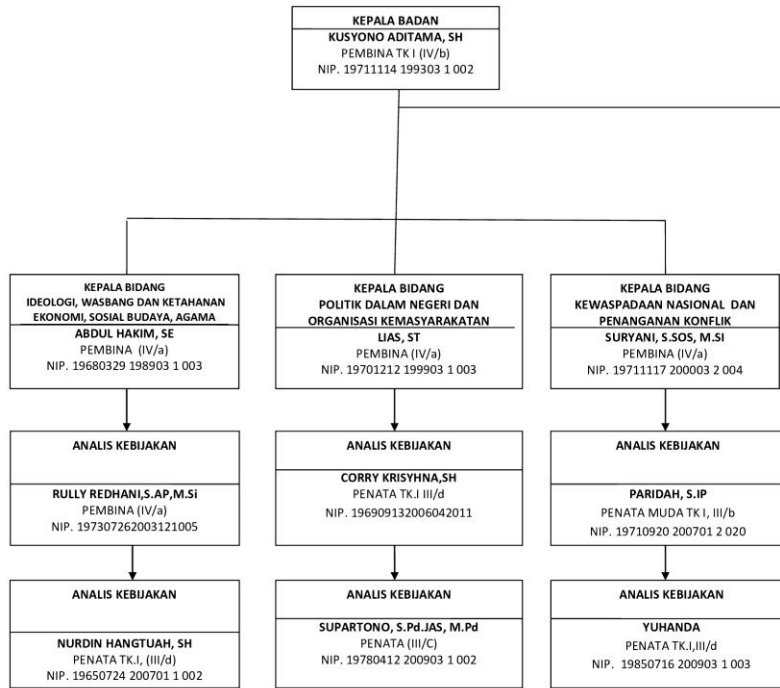 KEPALA BADAN
KUSYONO ADITAMA, SH
PEMBINA TK I (IV/b)
NIP. 19711114 199303 1 002
KEPALA BIDANG
IDEOLOGI, WASBANG DAN KETAHANAN
EKONOMI, SOSIAL BUDAYA, AGAMA
ABDUL HAKIM, SE
PEMBINA (IV/a)
NIP. 19680329 198903 1 003
KEPALA BIDANG
POLITIK DALAM NEGERI DAN
ORGANISASI KEMASYARAKATAN
LIAS, ST
PEMBINA (IV/a)
NIP. 19701212 199903 1 003
KEPALA BIDANG
KEWASPADAAN NASIONAL DAN
PENANGANAN KONFLIK
SURYANI, S.SOS, M.SI
PEMBINA (IV/a)
NIP. 19711117 200003 2 004
ANALIS KEBIJAKAN
RULLY REDHANI,S.AP,M.Si
PEMBINA (IV/a)
NIP. 197307262003121005
ANALIS KEBIJAKAN
CORRY KRISYHNA,SH
PENATA TK.I III/d
NIP. 196909132006042011
ANALIS KEBIJAKAN
PARIDAH, S.IP
PENATA MUDA TK I, III/b
NIP. 19710920 200701 2 020
ANALIS KEBIJAKAN
NURDIN HANGTUAH, SH
PENATA TK.I, (III/d)
NIP. 19650724 200701 1 002
ANALIS KEBIJAKAN
SUPARTONO, S.Pd.JAS, M.Pd
PENATA (III/C)
NIP. 19780412 200903 1 002
ANALIS KEBIJAKAN
YUHANDA
PENATA TK.I,III/d
NIP. 19850716 200903 1 003